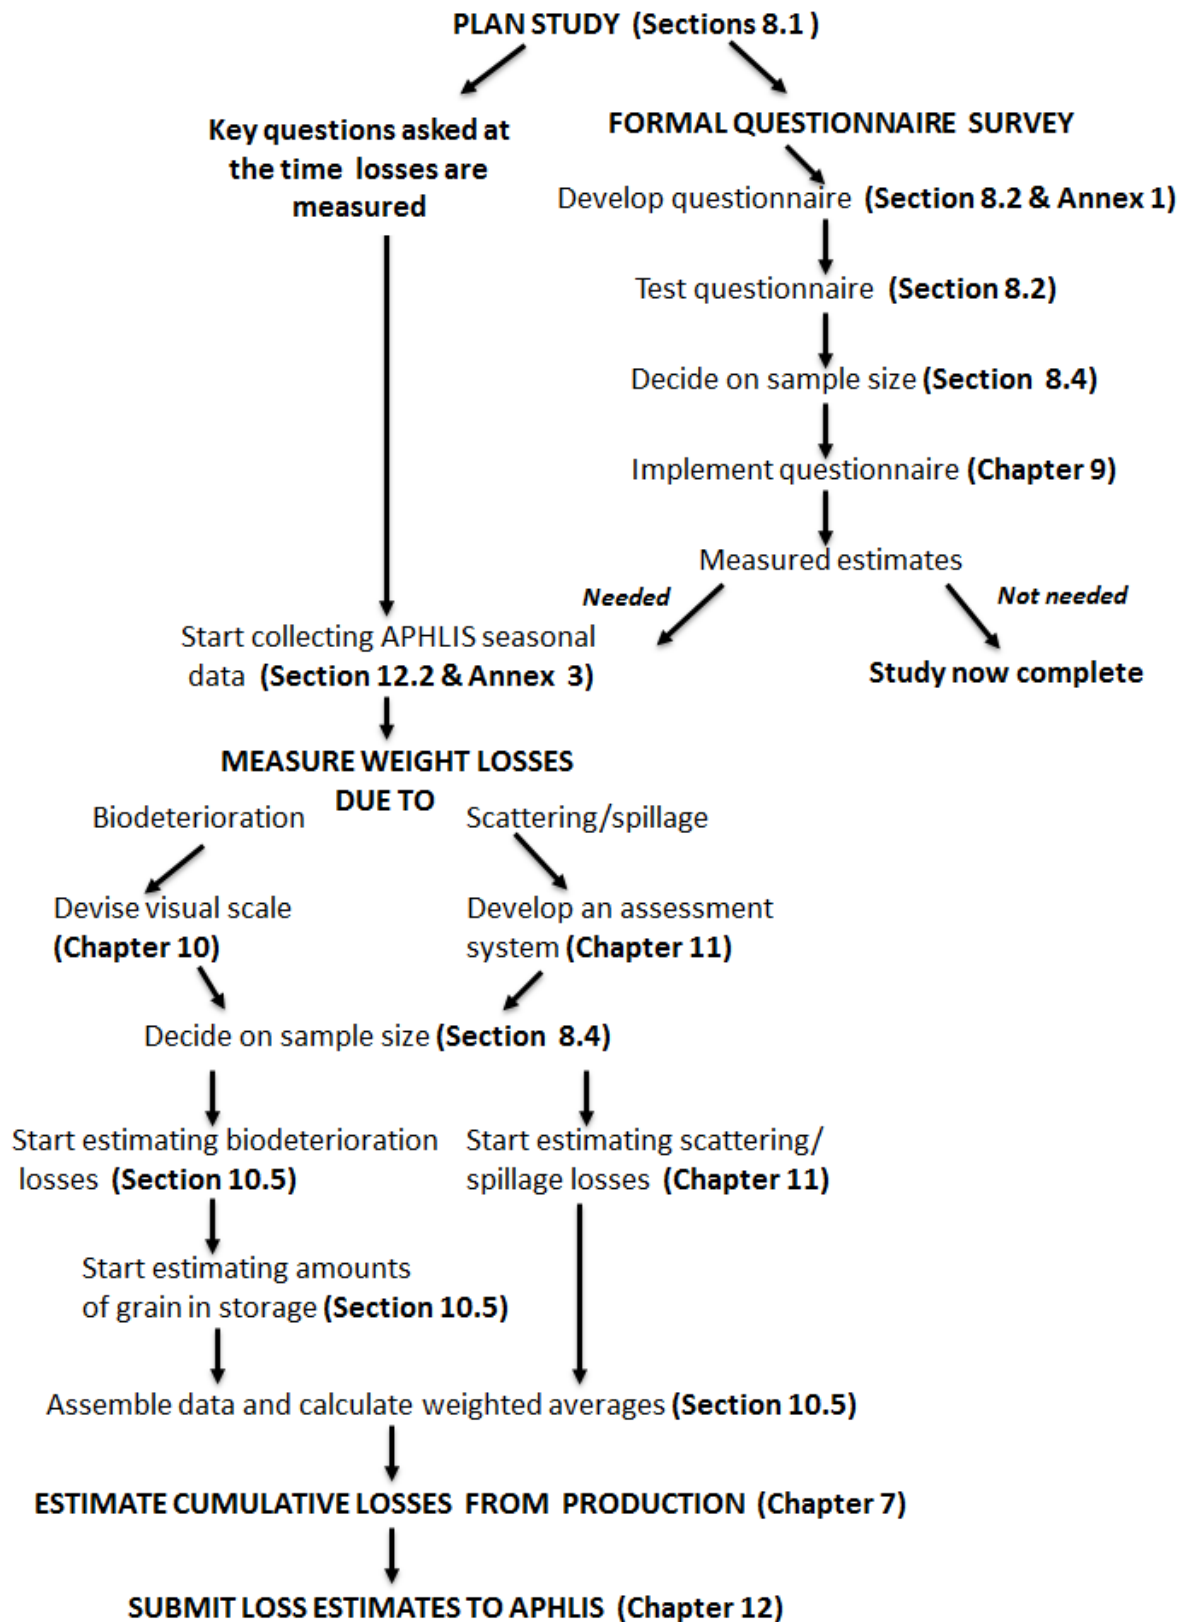 PLAN STUDY (Sections 8.1 )
Key questions asked at
the time losses are
measured
FORMAL QUESTIONNAIRE SURVEY
Develop questionnaire (Section 8.2 & Annex 1)
Test questionnaire (Section 8.2)
Decide on sample size (Section 8.4)
Implement questionnaire (Chapter 9)
Measured estimates
Needed
Not needed
Start collecting APHLIS seasonal
data (Section 12.2 & Annex 3)
Study now complete
MEASURE WEIGHT LOSSES
DUE TO
Biodeterioration
Scattering/spillage
Devise visual scale
(Chapter 10)
Develop an assessment
system (Chapter 11)
Decide on sample size (Section 8.4)
Start estimating biodeterioration
losses (Section 10.5)
Start estimating scattering/
spillage losses (Chapter 11)
Start estimating amounts
of grain in storage (Section 10.5)
Assemble data and calculate weighted averages (Section 10.5)
ESTIMATE CUMULATIVE LOSSES FROM PRODUCTION (Chapter 7)
SUBMIT LOSS ESTIMATES TO APHLIS (Chapter 12)